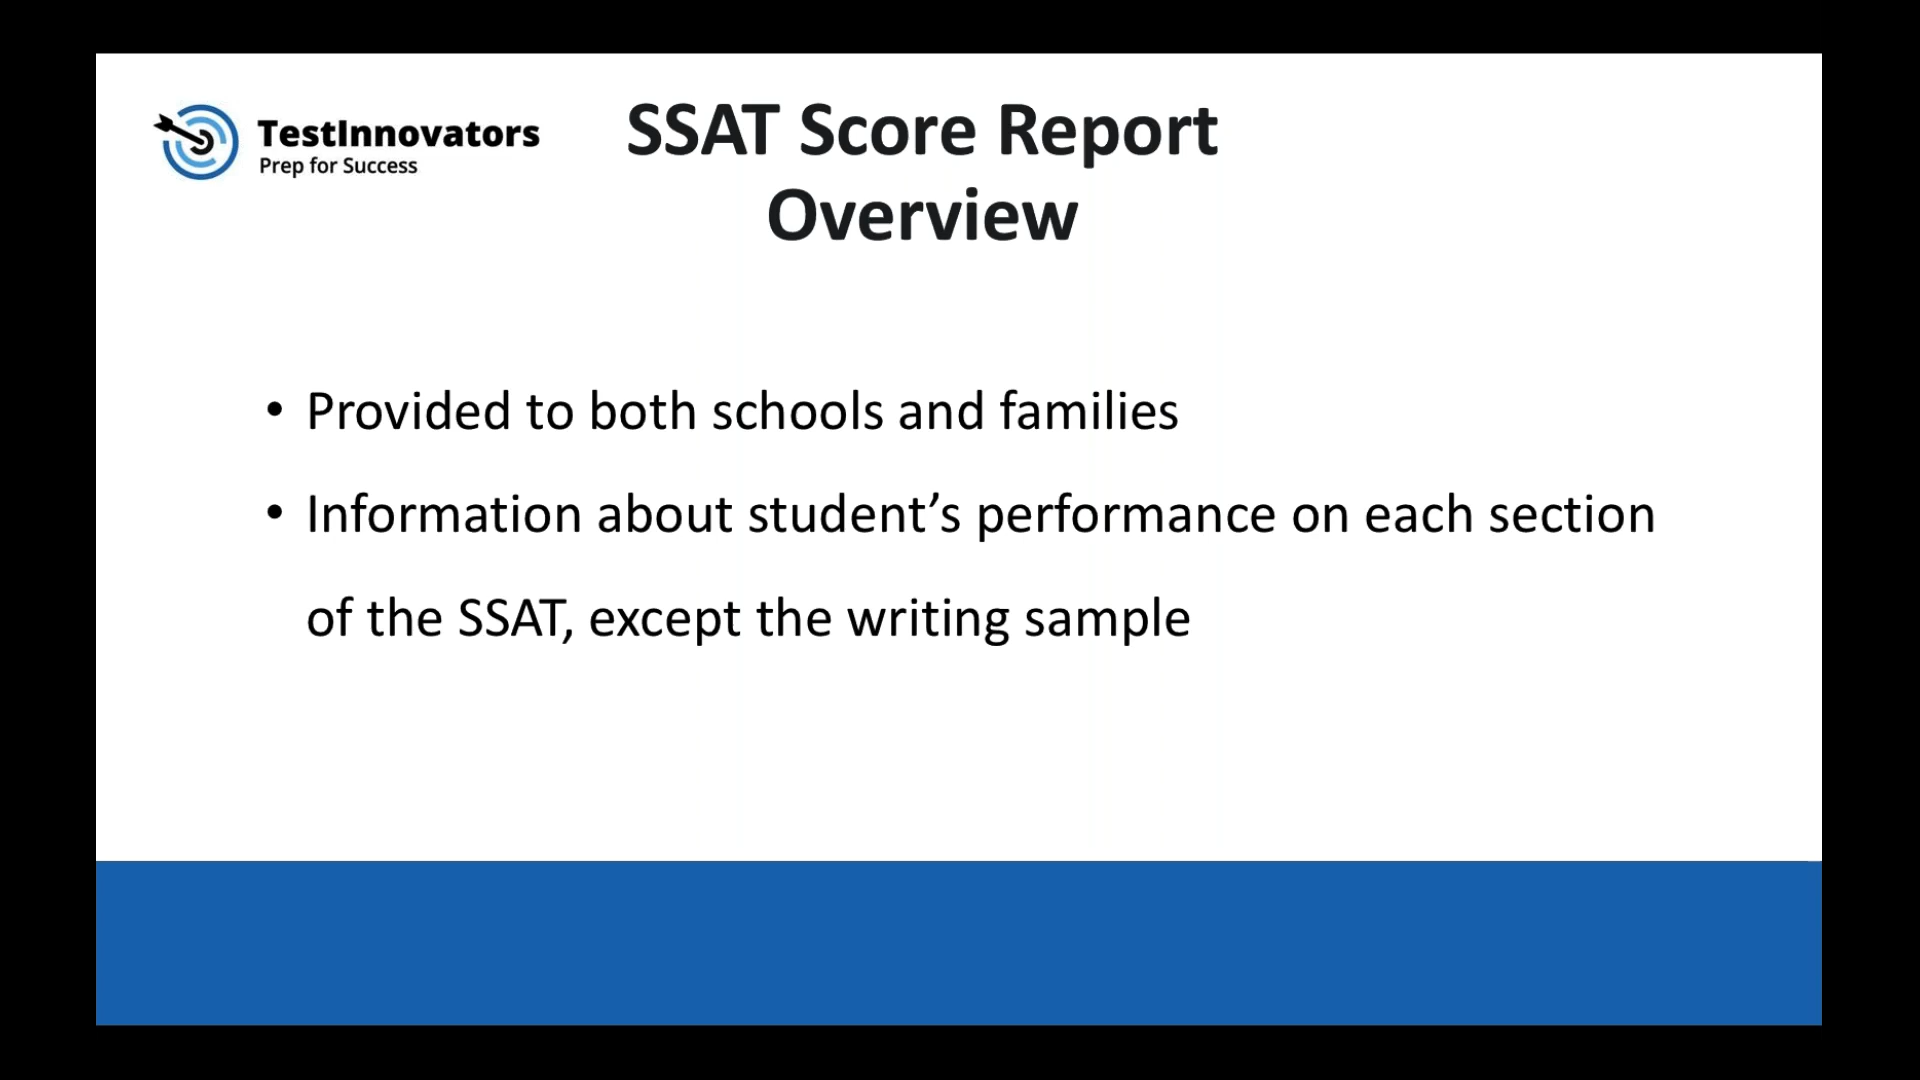 TestInnovators
Prep for Success
SSAT Score Report
Overview
• Provided to both schools and families
• Information about student’s performance on each section
of the SSAT, except the writing sample